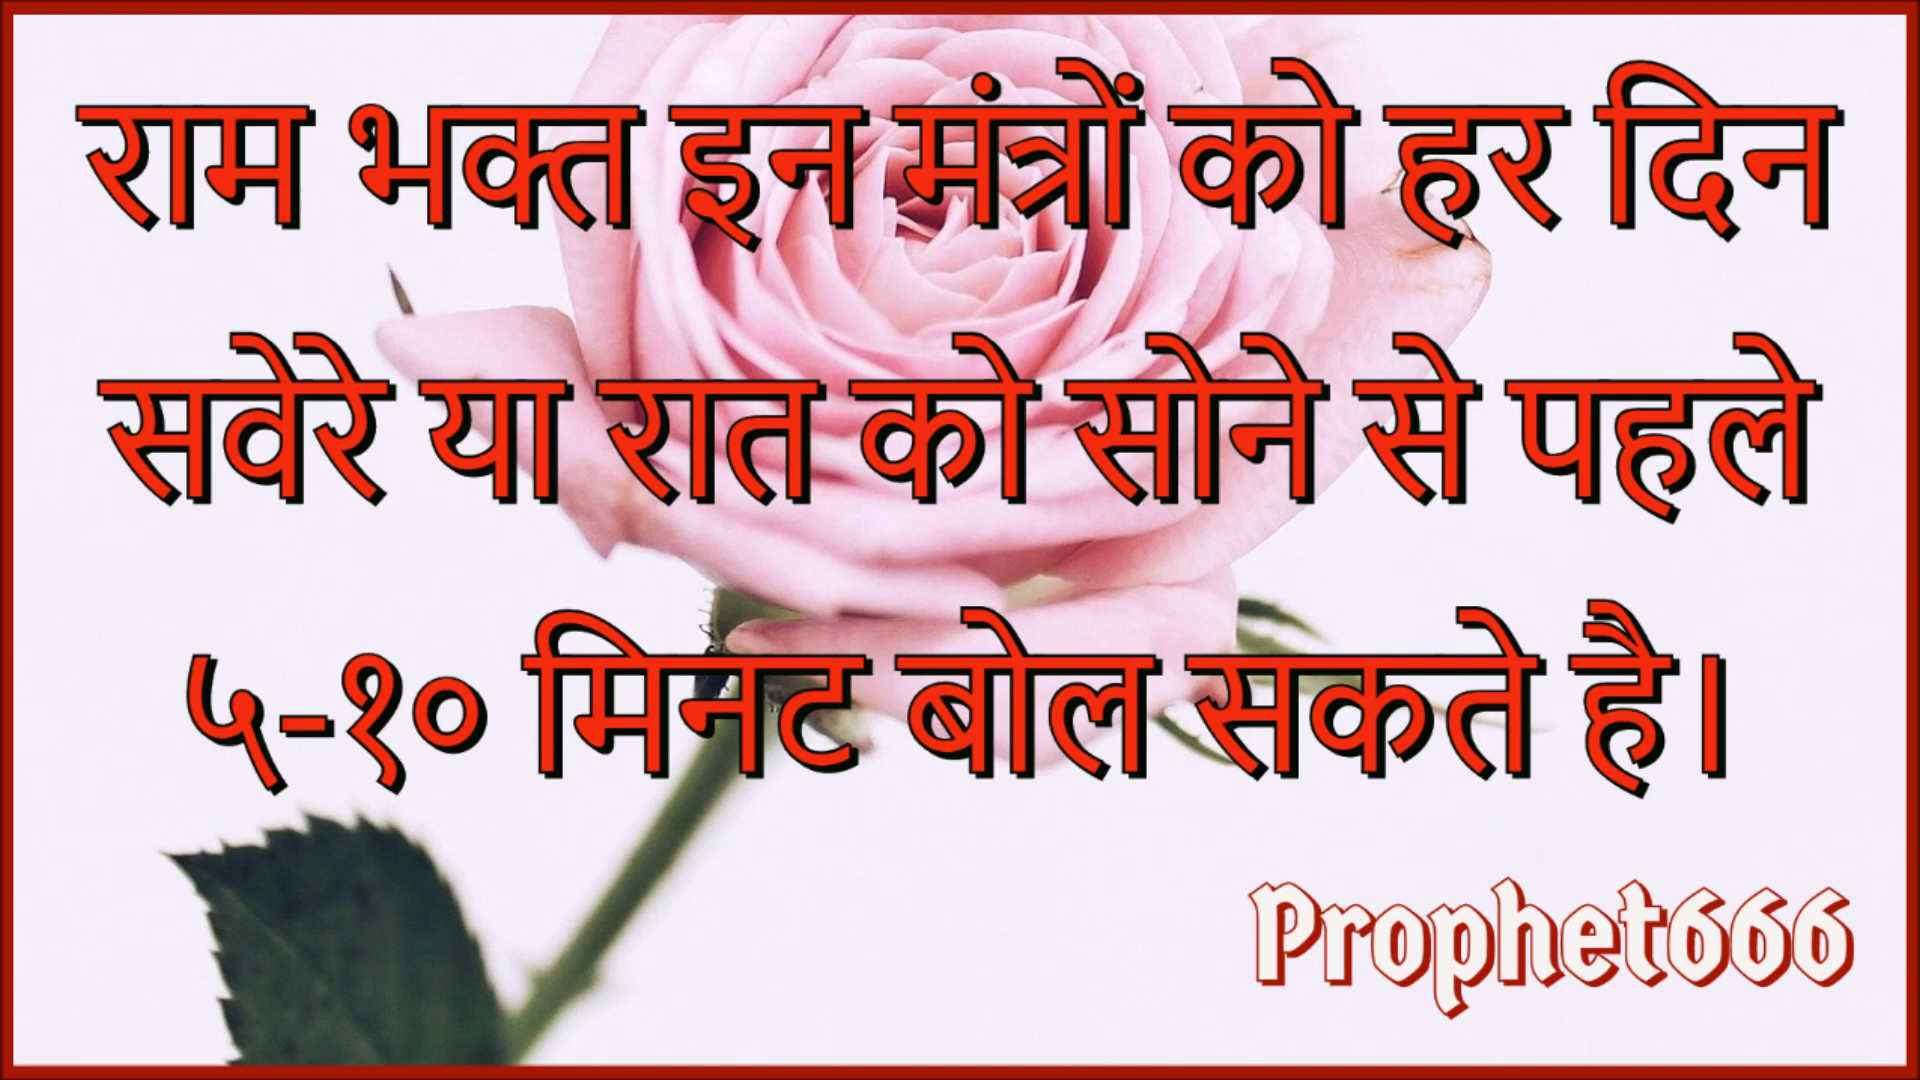 राम भक्त इन मंत्रों को हर दिन
सवेरे या रात को सोने से पहले
५-१० मिनट बोल सकते है।
Prophet666